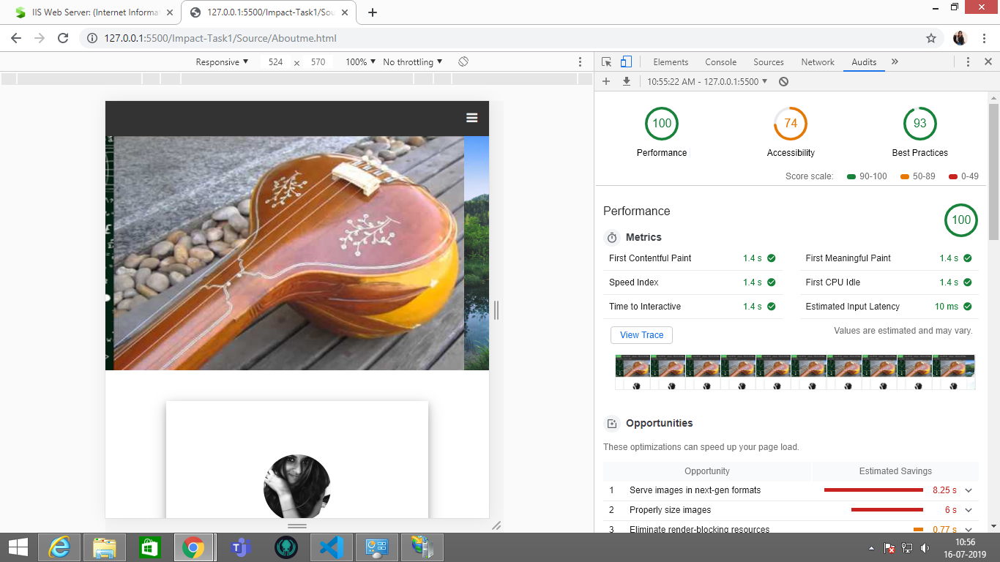 IIS Web Server: (Internet Informat
127.0.0.1:5500/Impact-Task1/Sou
127.0.0.1:5500/Impact-Task1/Source/Aboutme.html
Responsive 524 x 570 100% No throttling
Elements Console Sources Network Audits
10:55:22 AM - 127.0.0.1:5500
100 74 93
Performance Accessibility Best Practices
Score scale: 90-100 50-89 0-49
Performance 100
Metrics
First Contentful Paint 1.4 s First Meaningful Paint 1.4 s
Speed Index 1.4 s First CPU Idle 1.4 s
Time to Interactive 1.4 s Estimated Input Latency 10 ms
View Trace Values are estimated and may vary.
Opportunities
These optimizations can speed up your page load.
Opportunity Estimated Savings
1 Serve images in next-gen formats 8.25 s
2 Properly size images 6 s
3 Eliminate render-blocking resources 0.77 s
10:56
16-07-2019